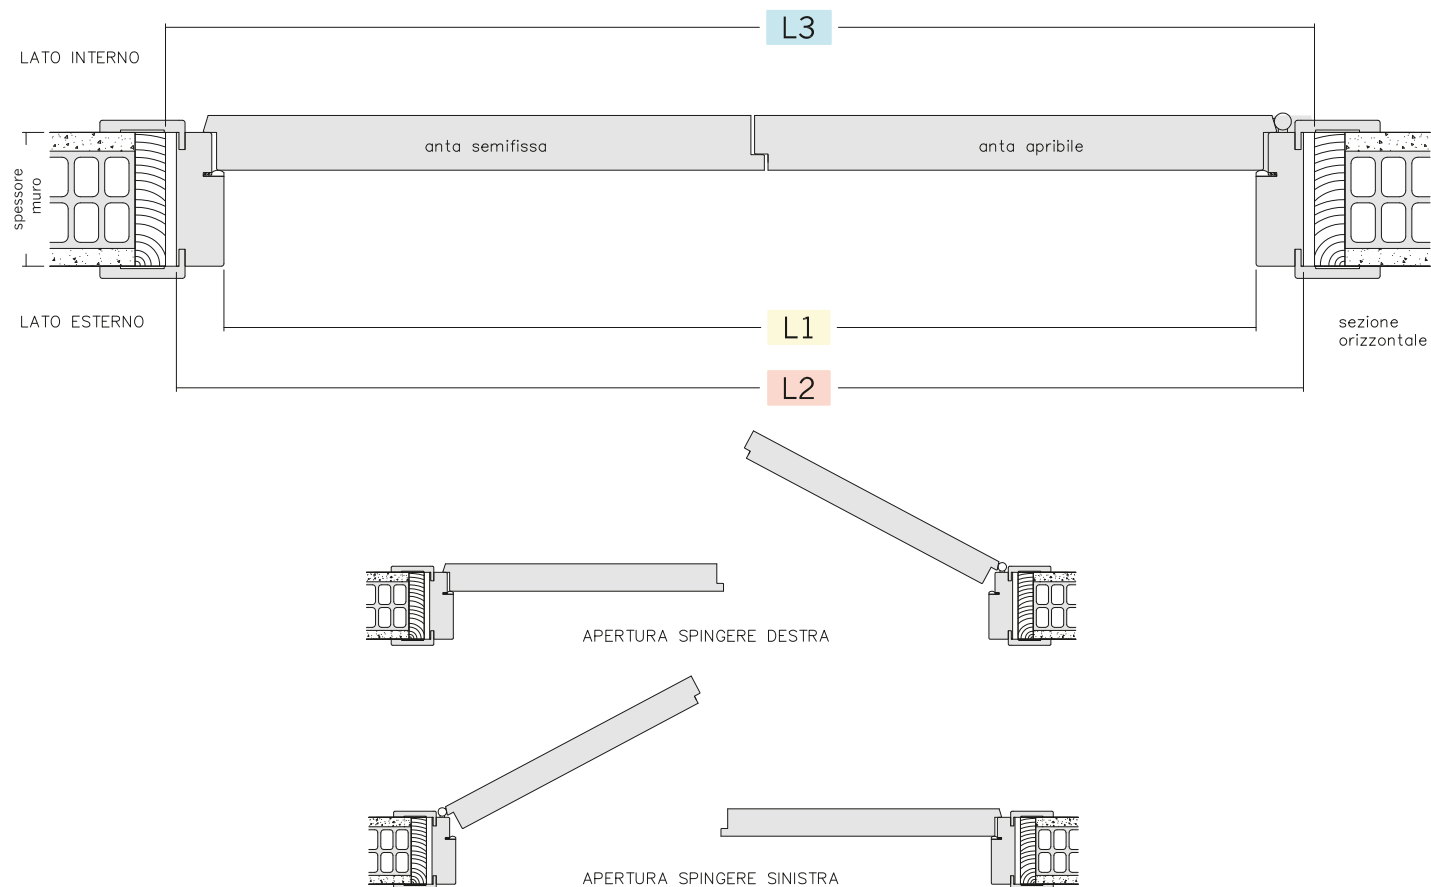 L3
LATO INTERNO
anta semifissa
anta apribile
spessore
muro
LATO ESTERNO
L1
sezione
orizzontale
L2
APERTURA SPINGERE DESTRA
APERTURA SPINGERE SINISTRA